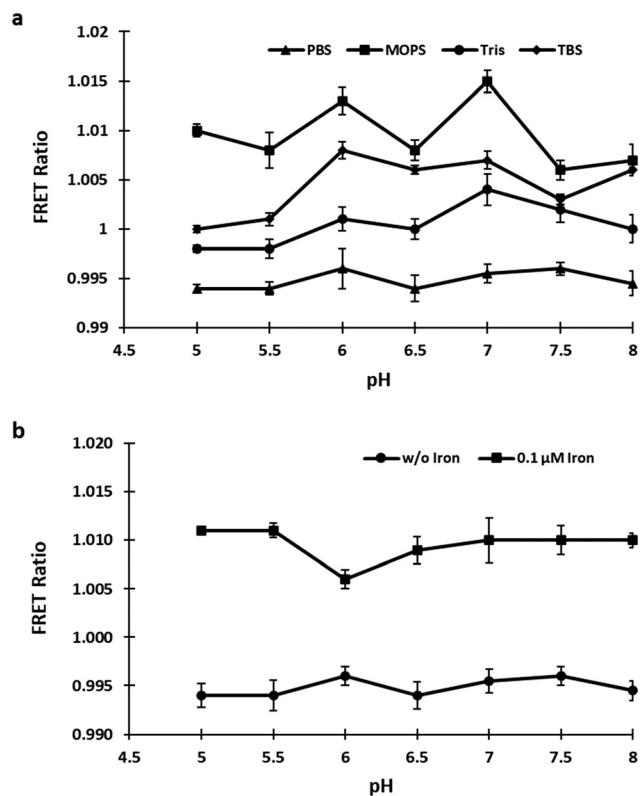 a
1.02
PBS MOPS Tris TBS
1.015
1.01
1.005
1
0.995
0.99
FRET Ratio
4.5 5 5.5 6 6.5 7 7.5 8
pH
b
1.020
w/o Iron 0.1 µM Iron
1.015
1.010
1.005
1.000
0.995
0.990
FRET Ratio
4.5 5 5.5 6 6.5 7 7.5 8
pH